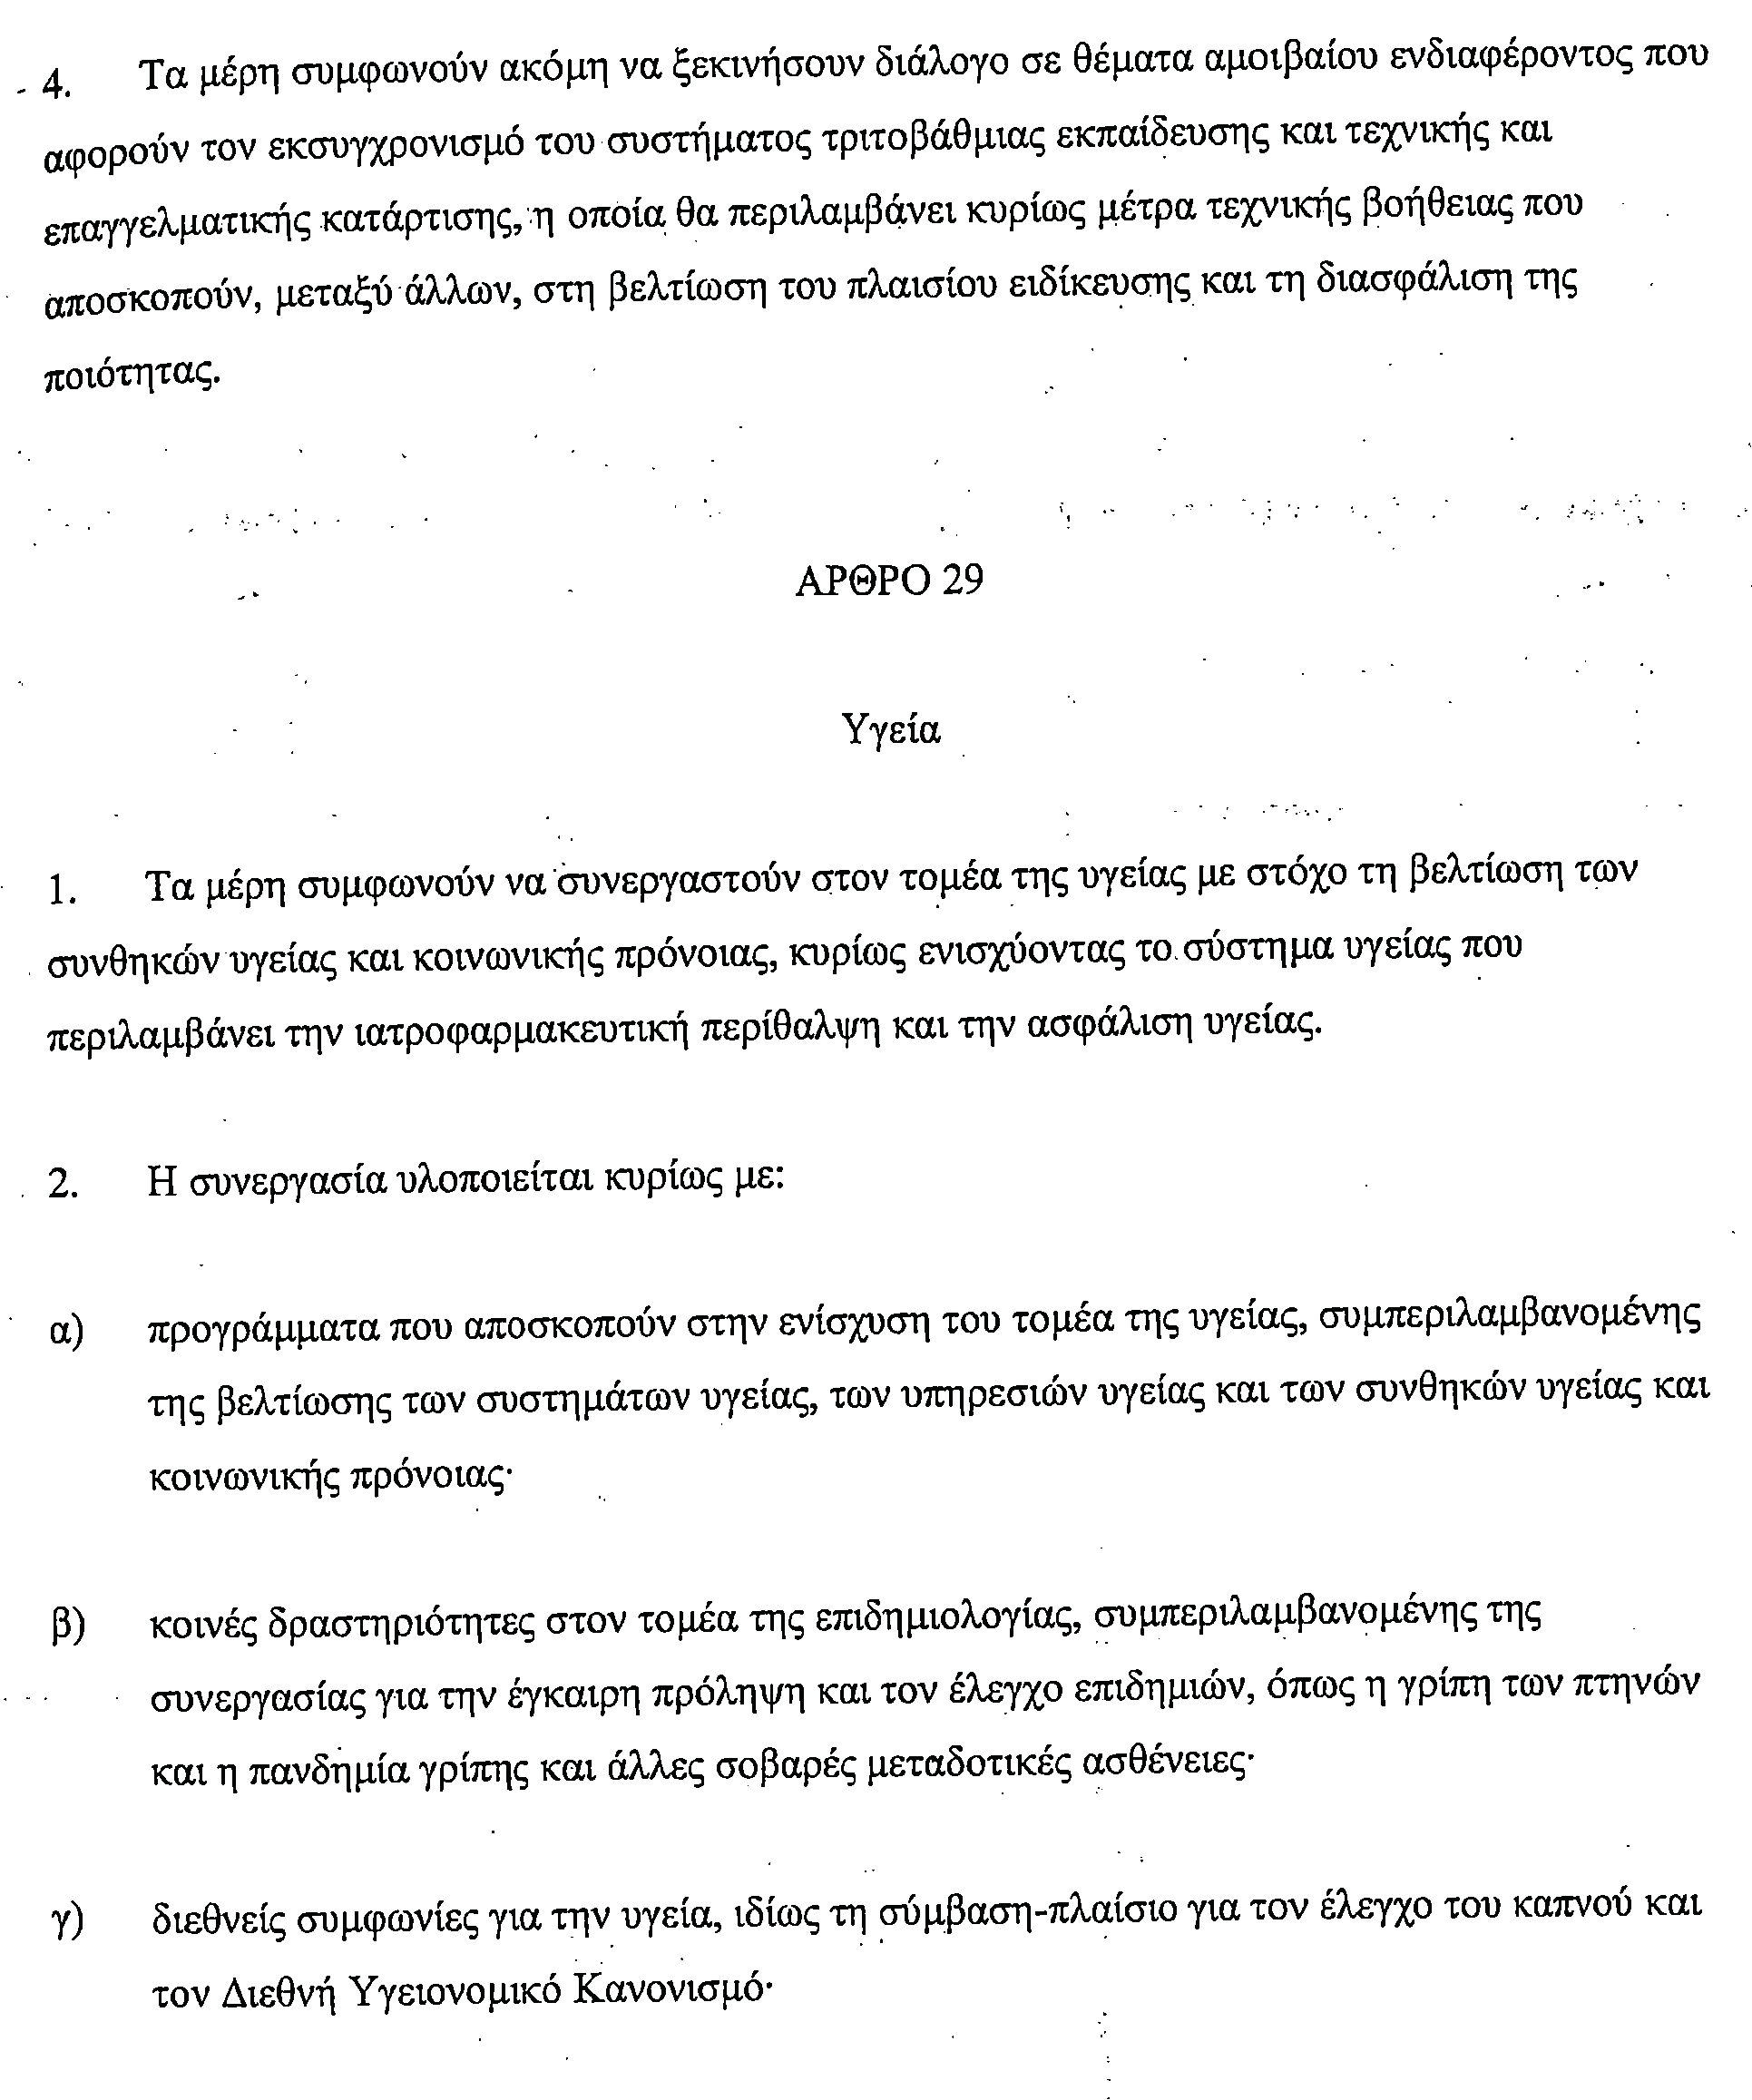 4. Τα μέρη συμφωνούν ακόμη να ξεκινήσουν διάλογο σε θέματα αμοιβαίου ενδιαφέροντος που
αφορούν τον εκσυγχρονισμό του συστήματος τριτοβάθμιας εκπαίδευσης και τεχνικής και
επαγγελματικής κατάρτισης, η οποία θα περιλαμβάνει κυρίως μέτρα τεχνικής βοήθειας που
αποσκοπούν, μεταξύ άλλων, στη βελτίωση του πλαισίου ειδίκευσης και τη διασφάλιση της
ποιότητας.
ΑΡΘΡΟ 29
Υγεία
1. Τα μέρη συμφωνούν να συνεργαστούν στον τομέα της υγείας με στόχο τη βελτίωση των
συνθηκών υγείας και κοινωνικής πρόνοιας, κυρίως ενισχύοντας το σύστημα υγείας που
περιλαμβάνει την ιατροφαρμακευτική περίθαλψη και την ασφάλιση υγείας.
2. Η συνεργασία υλοποιείται κυρίως με:
α) προγράμματα που αποσκοπούν στην ενίσχυση του τομέα της υγείας, συμπεριλαμβανομένης
της βελτίωσης των συστημάτων υγείας, των υπηρεσιών υγείας και των συνθηκών υγείας και
κοινωνικής πρόνοιας·
β) κοινές δραστηριότητες στον τομέα της επιδημιολογίας, συμπεριλαμβανομένης της
συνεργασίας για την έγκαιρη πρόληψη και τον έλεγχο επιδημιών, όπως η γρίπη των πτηνών
και η πανδημία γρίπης και άλλες σοβαρές μεταδοτικές ασθένειες·
γ) διεθνείς συμφωνίες για την υγεία, ιδίως τη σύμβαση-πλαίσιο για τον έλεγχο του καπνού και
τον Διεθνή Υγειονομικό Κανονισμό·